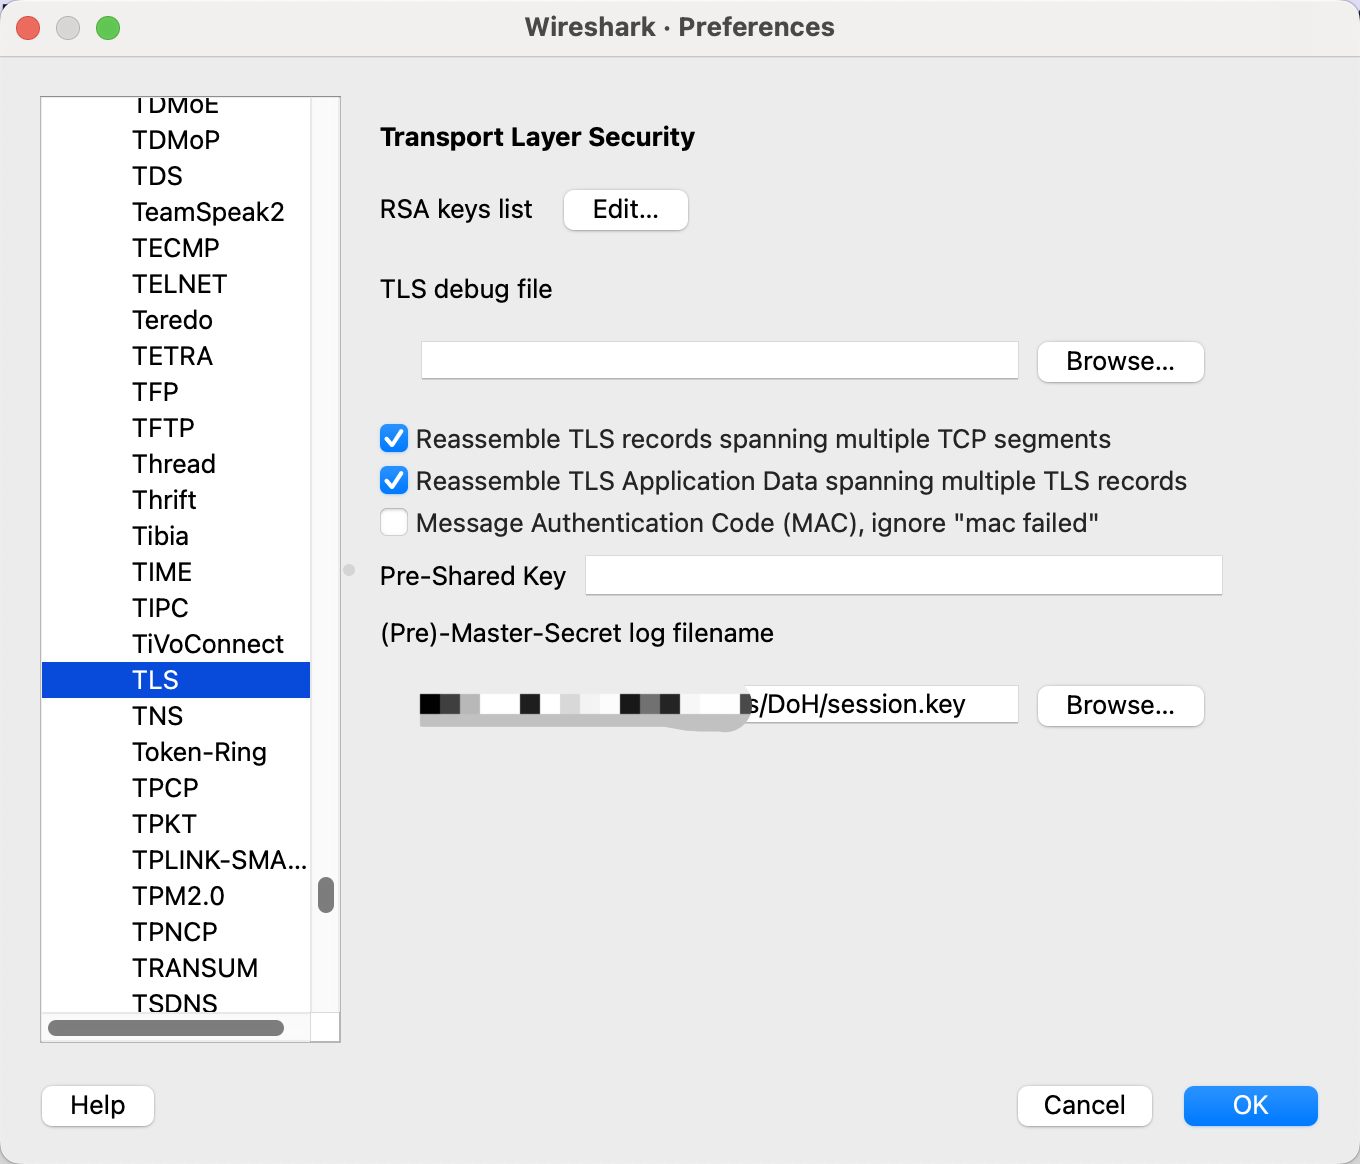 Wireshark · Preferences
TDMoE
TDMoP
TDS
TeamSpeak2
TECMP
TELNET
Teredo
TETRA
TFP
TFTP
Thread
Thrift
Tibia
TIME
TIPC
TiVoConnect
TLS
TNS
Token-Ring
TPCP
TPKT
TPLINK-SMA...
TPM2.0
TPNCP
TRANSUM
TSDNS
Transport Layer Security
RSA keys list Edit...
TLS debug file
Browse...
Reassemble TLS records spanning multiple TCP segments
Reassemble TLS Application Data spanning multiple TLS records
Message Authentication Code (MAC), ignore "mac failed"
Pre-Shared Key
(Pre)-Master-Secret log filename
s/DoH/session.key Browse...
Help Cancel OK